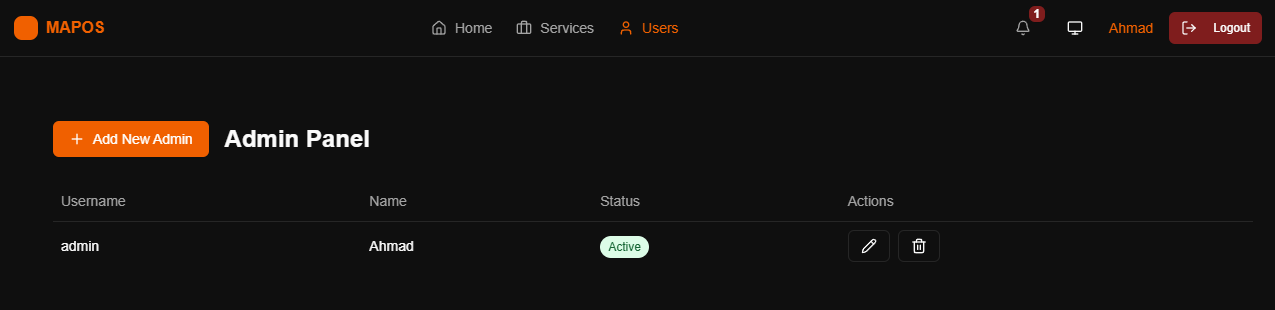 MAPOS Home Services Users 1 Ahmad Logout
Add New Admin Admin Panel
Username Name Status Actions
admin Ahmad Active